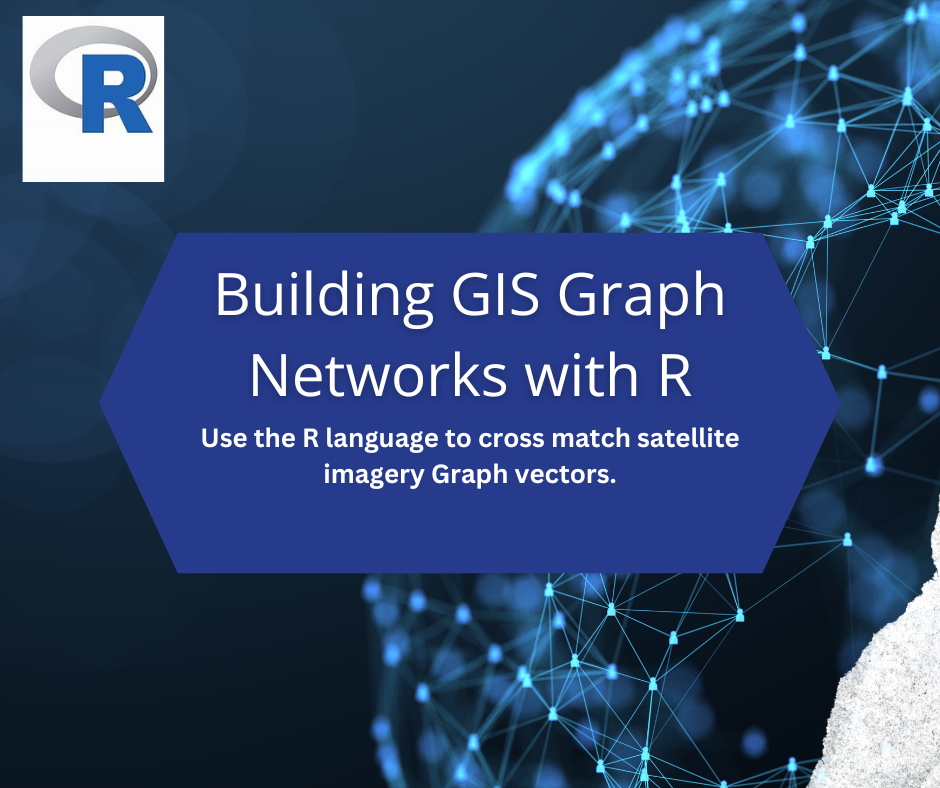 R
Building GIS Graph
Networks with R
Use the R language to cross match satellite
imagery Graph vectors.